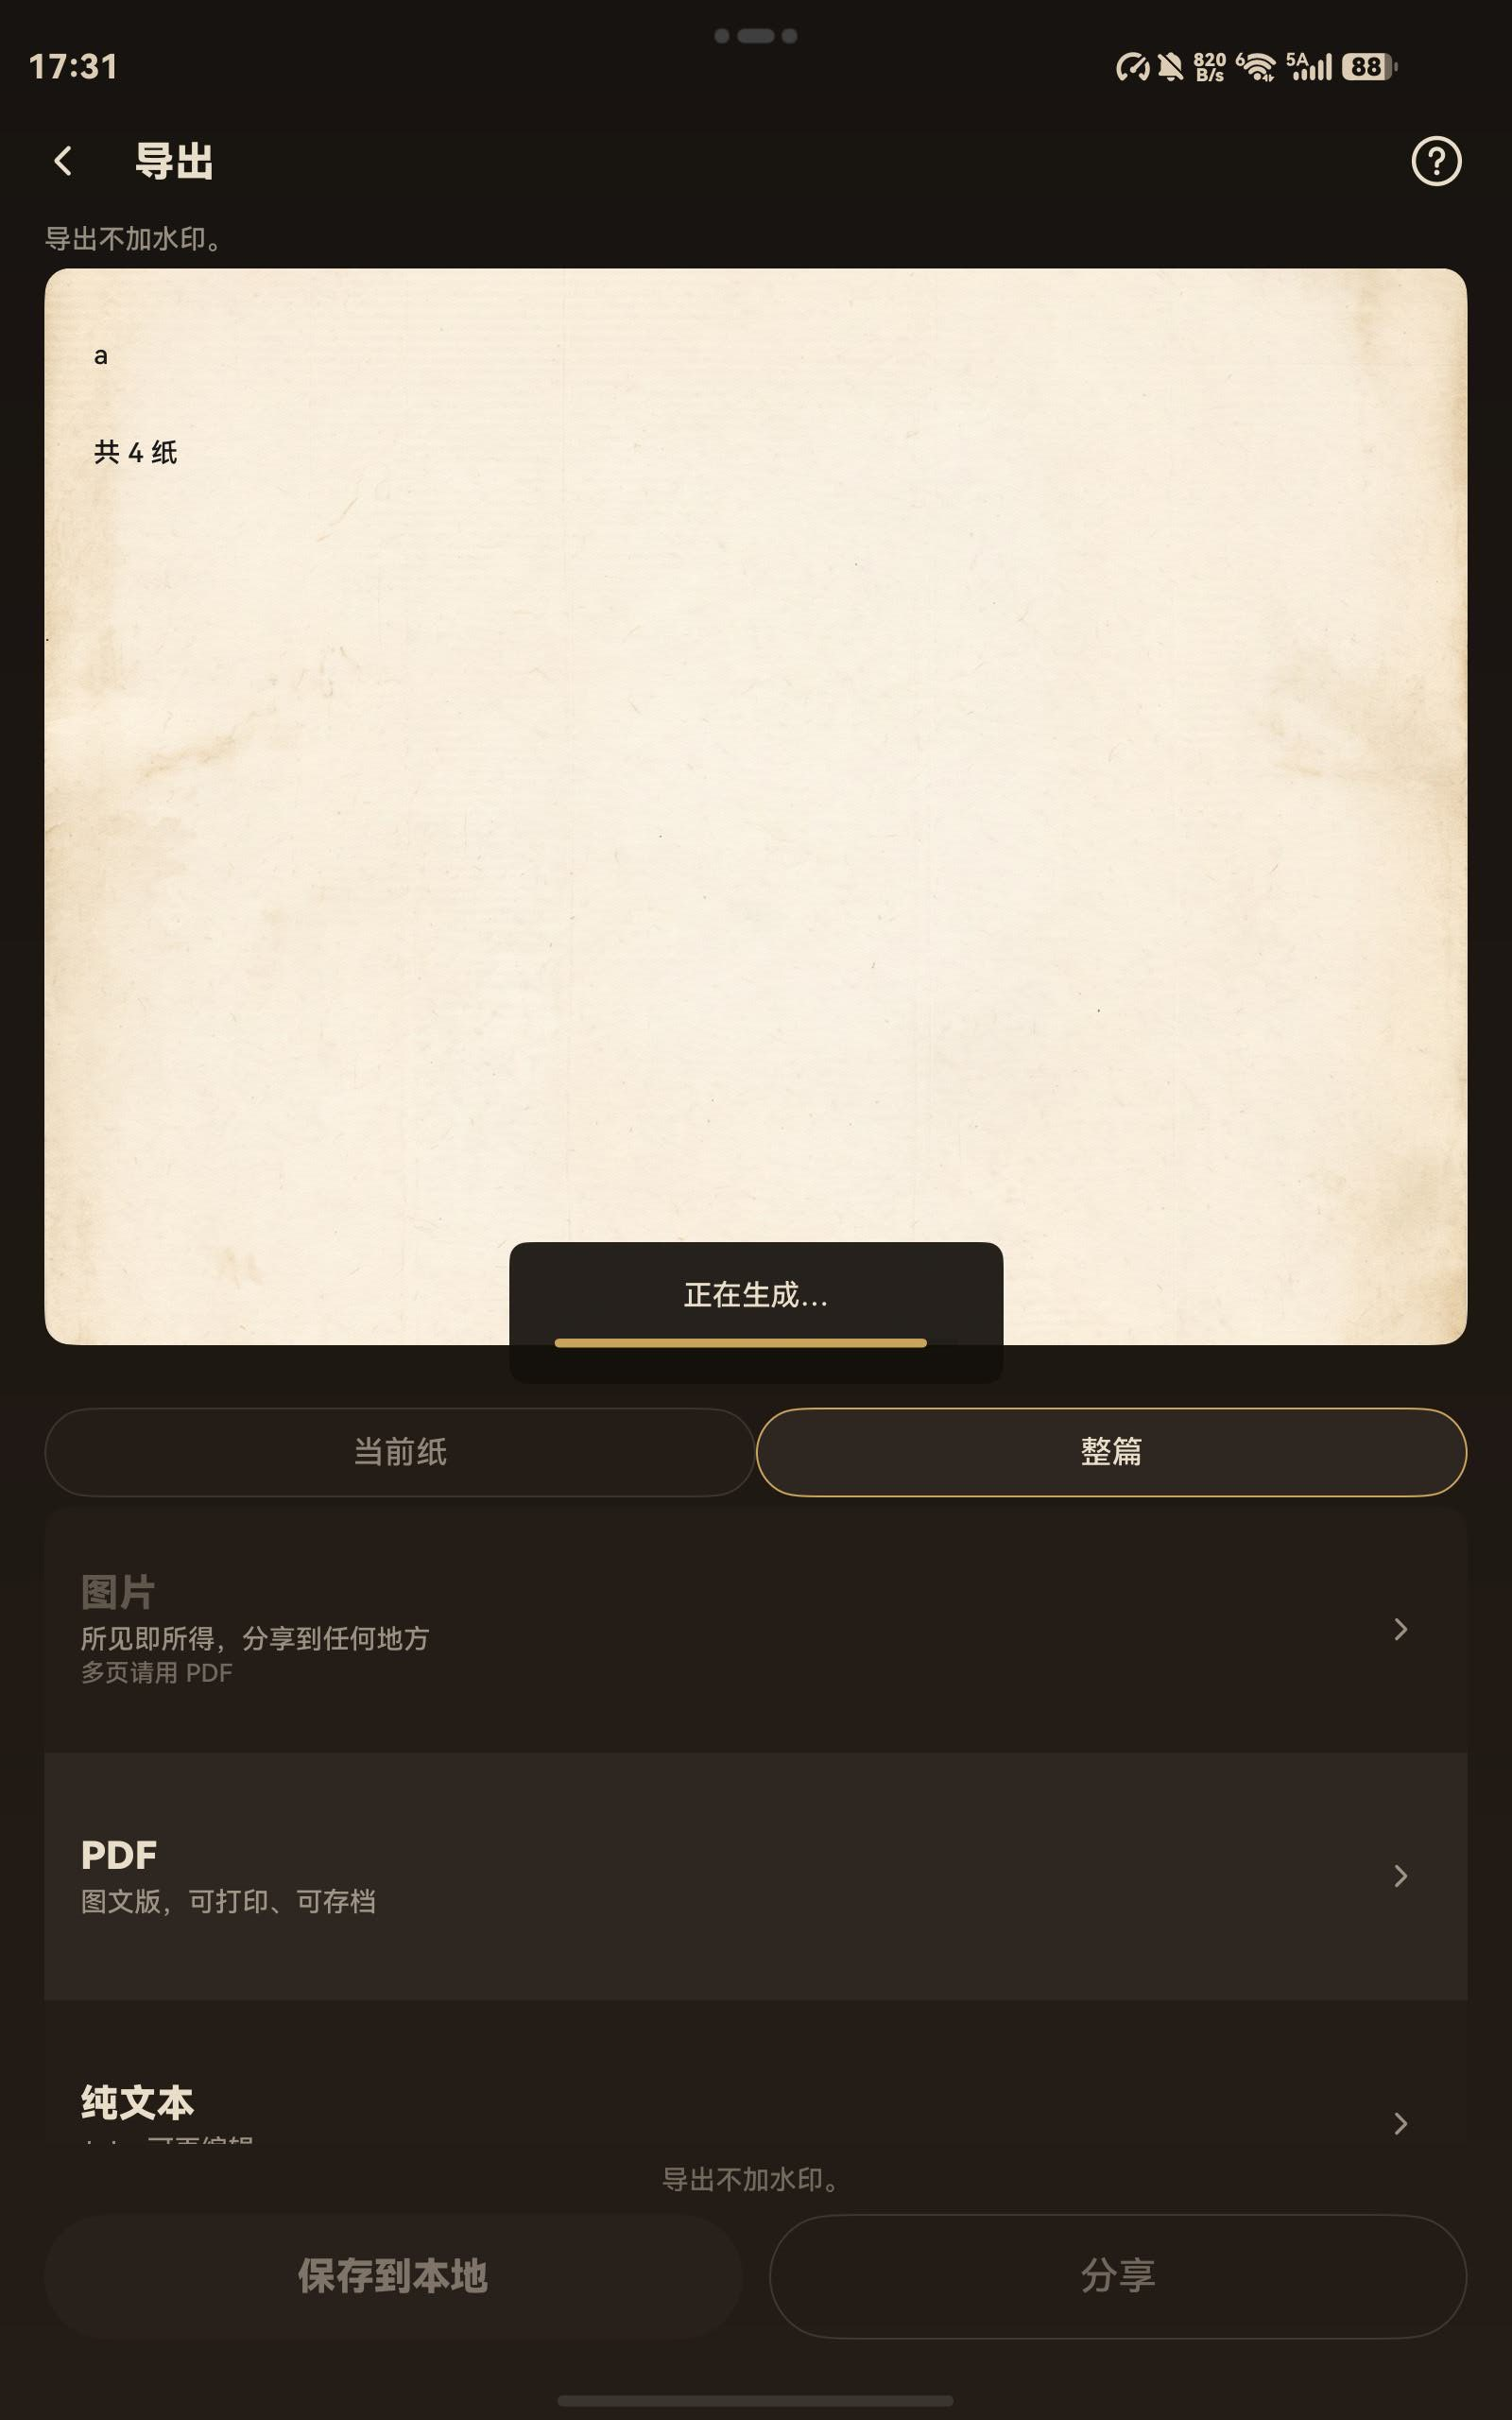 17:31
820 B/s 6 5A 88
导出
导出不加水印。
a
共 4 纸
正在生成...
当前纸
整篇
图片
所见即所得，分享到任何地方
多页请用 PDF
PDF
图文版，可打印、可存档
纯文本
导出不加水印。
保存到本地
分享